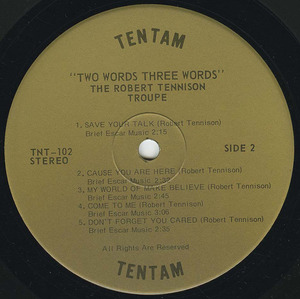 TENTAM
"TWO WORDS THREE WORDS"
THE ROBERT TENNISON
TROUPE
TNT-102
STEREO
SIDE 2
1. SAVE YOUR TALK (Robert Tennison)
Brief Escar Music 2:15
2. CAUSE YOU ARE HERE (Robert Tennison)
Brief Escar Music
3. MY WORLD OF MAKE BELIEVE (Robert Tennison)
Brief Escar Music 2:45
4. COME TO ME (Robert Tennison)
Brief Escar Music 3:06
5. DON'T FORGET YOU CARED (Robert Tennison)
Brief Escar Music 2:35
All Rights Are Reserved
TENTAM